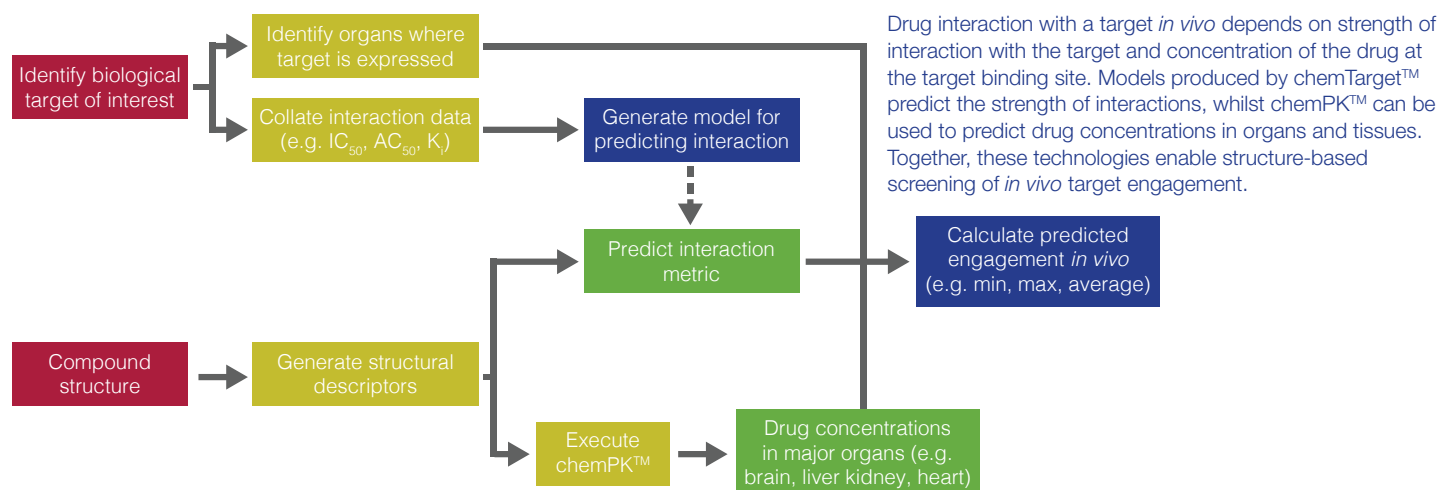 Identify biological
target of interest
Identify organs where
target is expressed
Collate interaction data
(e.g. IC50, AC50, Ki)
Generate model for
predicting interaction
Drug interaction with a target in vivo depends on strength of
interaction with the target and concentration of the drug at
the target binding site. Models produced by chemTarget™
predict the strength of interactions, whilst chemPK™ can be
used to predict drug concentrations in organs and tissues.
Together, these technologies enable structure-based
screening of in vivo target engagement.
Predict interaction
metric
Calculate predicted
engagement in vivo
(e.g. min, max, average)
Compound
structure
Generate structural
descriptors
Execute
chemPK™
Drug concentrations
in major organs (e.g.
brain, liver kidney, heart)